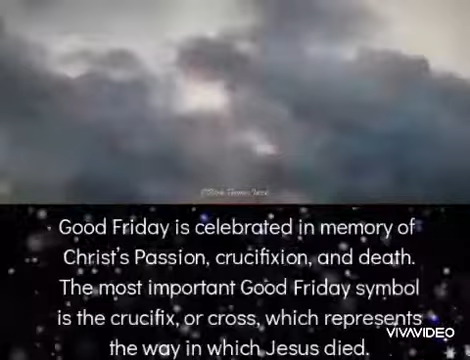 Good Friday is celebrated in memory of
Christ's Passion, crucifixion, and death.
The most important Good Friday symbol
is the crucifix, or cross, which represents
VIVAVIDEO
the way in which Jesus died.